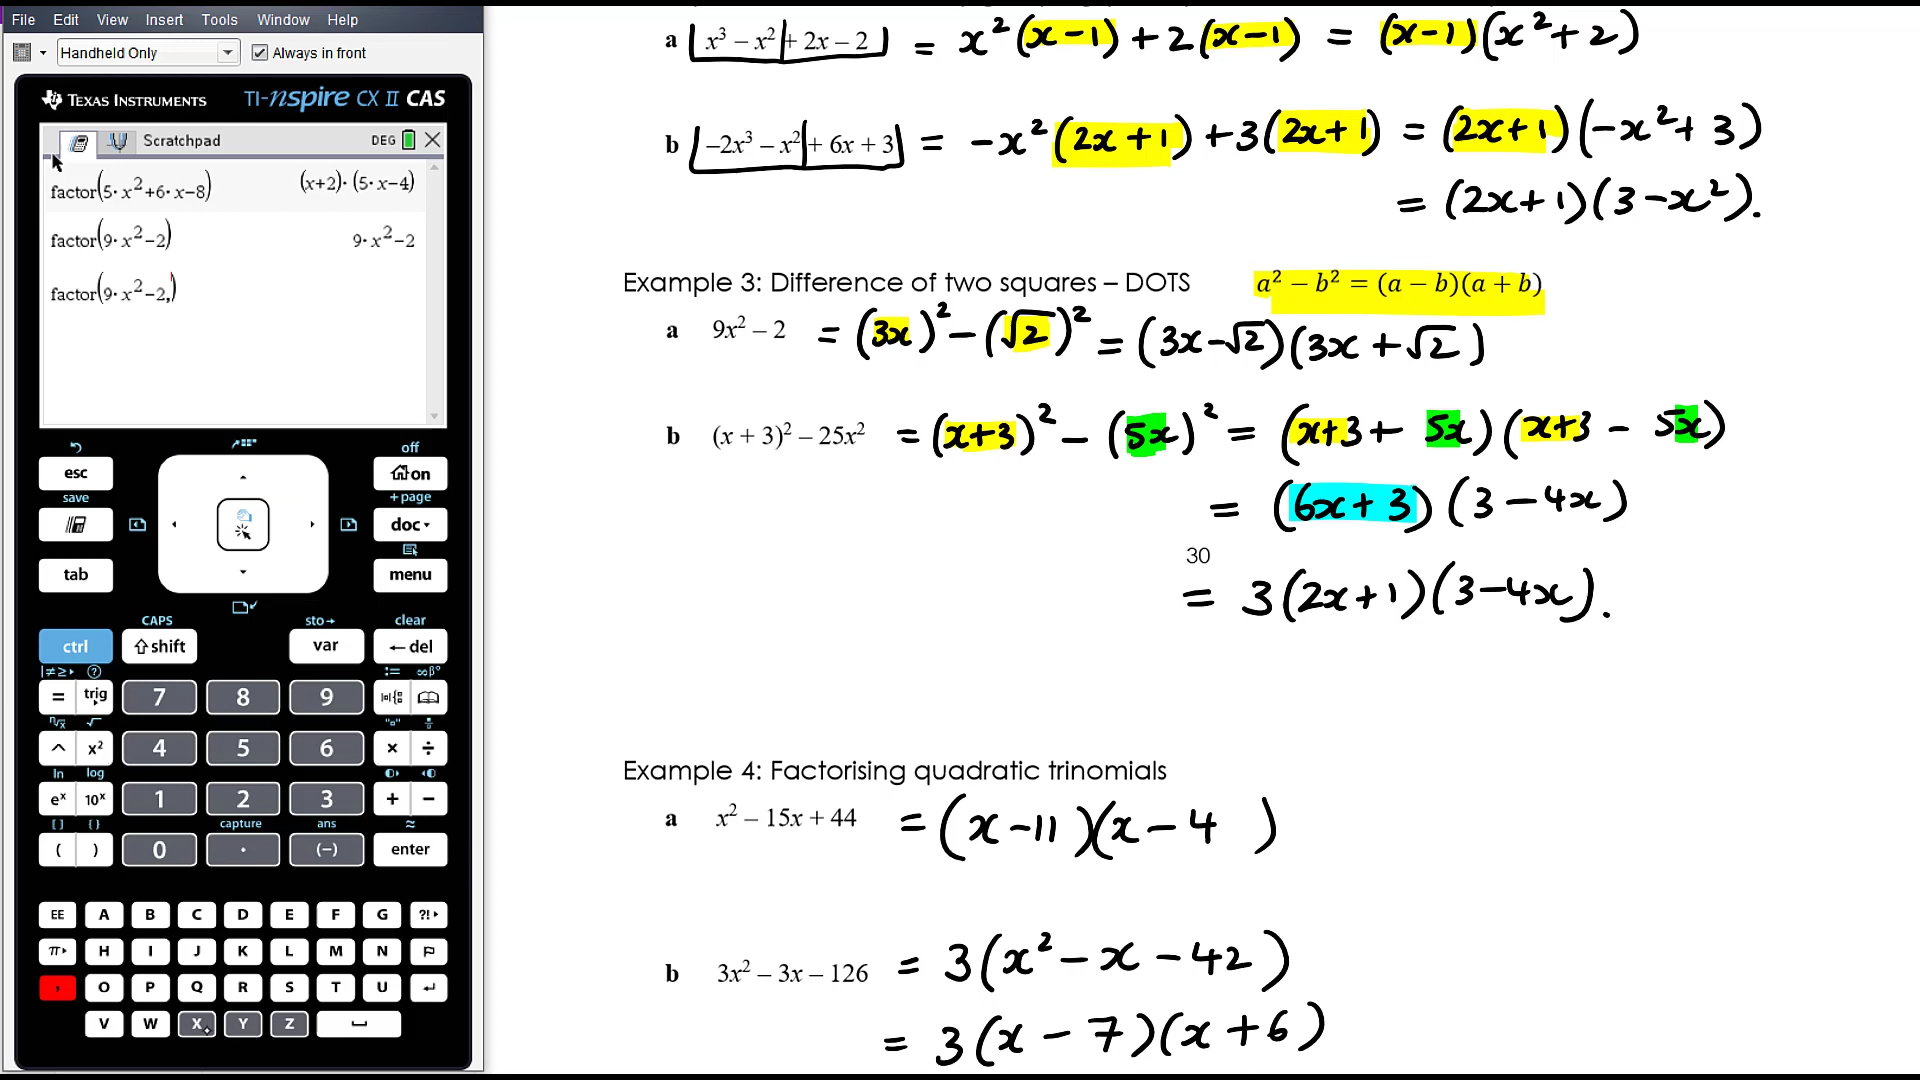 File Edit View Inserts Tools Window Help
Handheld Only Always in front
TEXAS INSTRUMENTS TI-nspire CX II CAS
Scratchpad DEG
factor(5·x²+6·x−8) (x+2)·(5·x−4)
factor(9·x²−2) 9·x²−2
factor(9·x²−2,)
off
esc on
save +page
doc
tab menu
CAPS sto→ clear
ctrl shift var ←del
= trig 7 8 9
^ x² 4 5 6 × ÷
ln log
eˣ 10ˣ 1 2 3 + −
[ ] { } capture ans ≈
( ) 0 . (−) enter
EE A B C D E F G ?!▸
π▸ H I J K L M N
, O P Q R S T U ↵
V W X Y Z
a x³ − x² + 2x − 2 = x²(x−1) + 2(x−1) = (x−1)(x²+2)
b −2x³ − x² + 6x + 3 = −x²(2x+1) + 3(2x+1) = (2x+1)(−x²+3)
= (2x+1)(3−x²).
Example 3: Difference of two squares – DOTS a² − b² = (a − b)(a + b)
a 9x² – 2 = (3x)² − (√2)² = (3x−√2)(3x+√2)
b (x + 3)² – 25x² = (x+3)² − (5x)² = (x+3+5x)(x+3−5x)
= (6x+3)(3−4x)
30
= 3(2x+1)(3−4x).
Example 4: Factorising quadratic trinomials
a x² – 15x + 44 = (x−11)(x−4)
b 3x² – 3x – 126 = 3(x²−x−42)
= 3(x−7)(x+6)